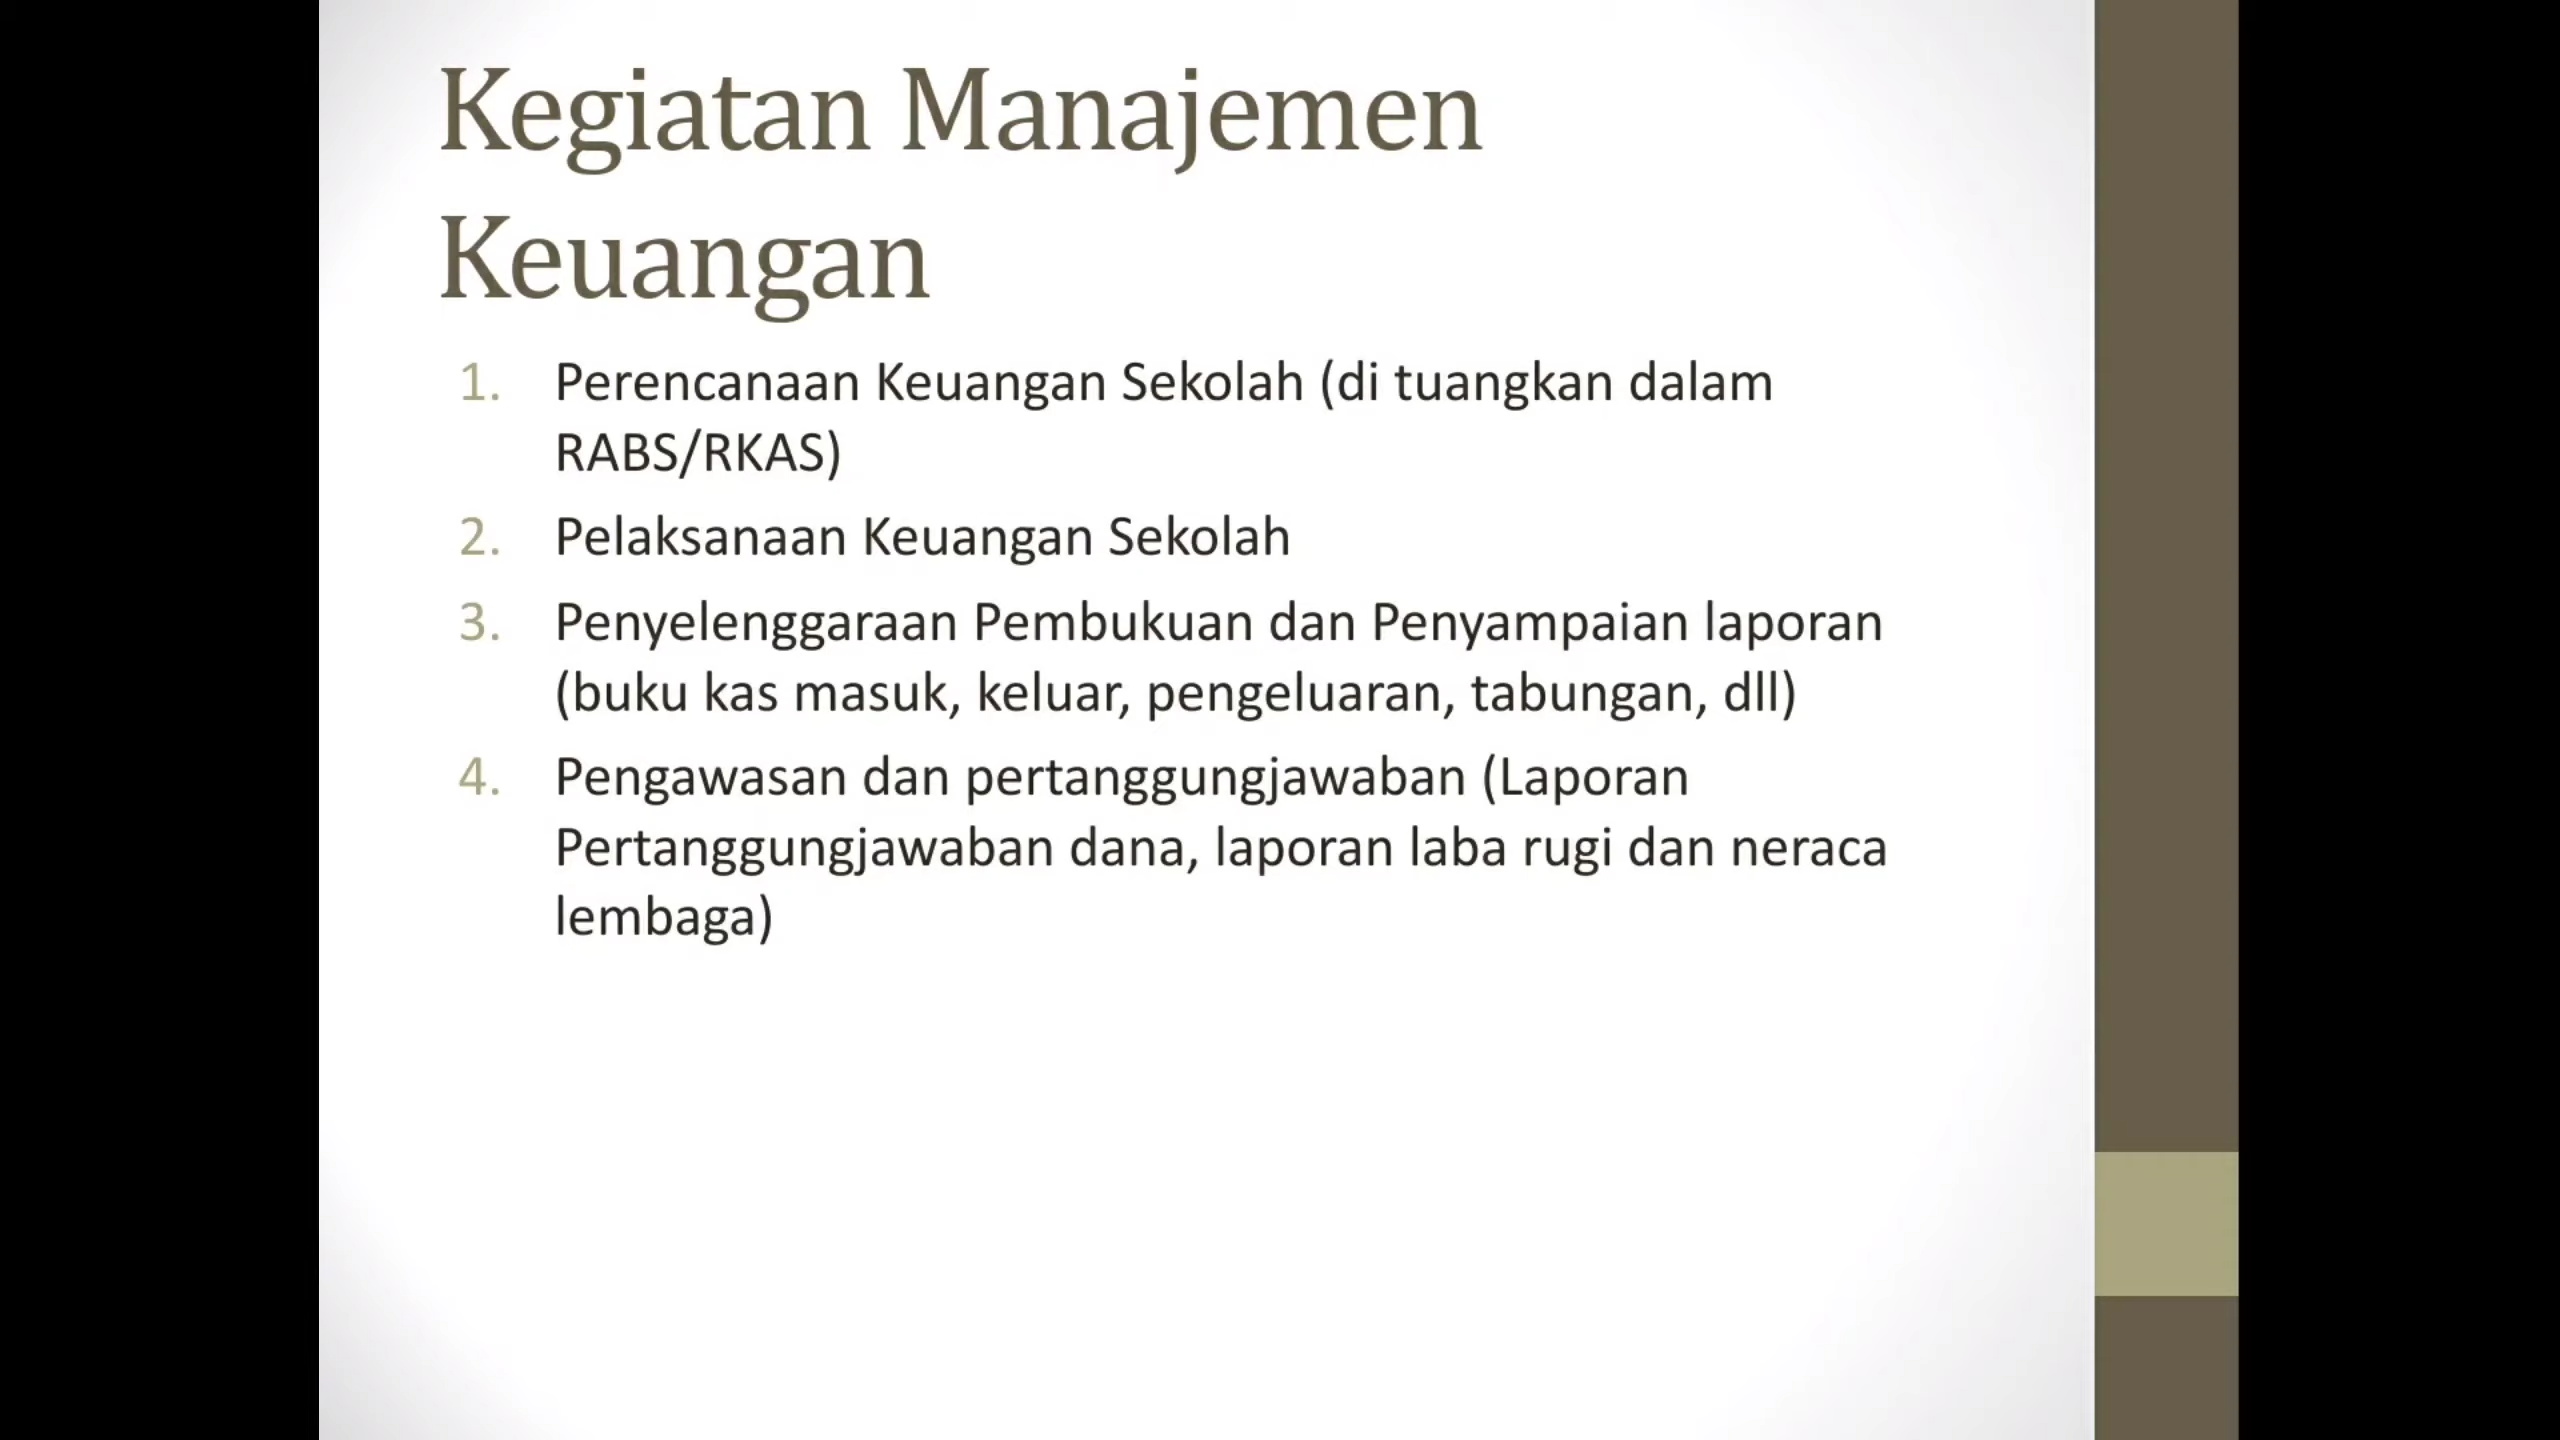 Kegiatan Manajemen
Keuangan
1. Perencanaan Keuangan Sekolah (di tuangkan dalam
RABS/RKAS)
2. Pelaksanaan Keuangan Sekolah
3. Penyelenggaraan Pembukuan dan Penyampaian laporan
(buku kas masuk, keluar, pengeluaran, tabungan, dll)
4. Pengawasan dan pertanggungjawaban (Laporan
Pertanggungjawaban dana, laporan laba rugi dan neraca
lembaga)